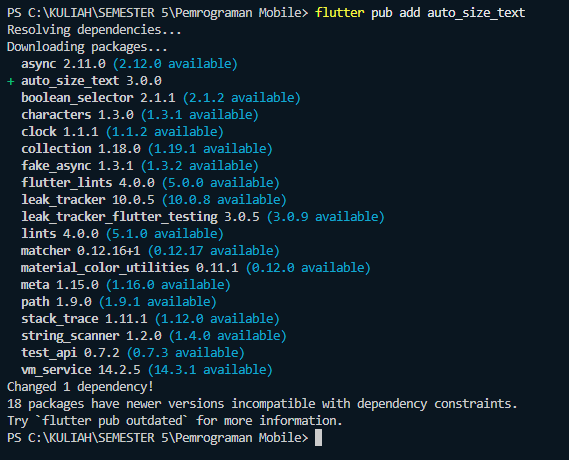 PS C:\KULIAH\SEMESTER 5\Pemrograman Mobile> flutter pub add auto_size_text
Resolving dependencies...
Downloading packages...
  async 2.11.0 (2.12.0 available)
+ auto_size_text 3.0.0
  boolean_selector 2.1.1 (2.1.2 available)
  characters 1.3.0 (1.3.1 available)
  clock 1.1.1 (1.1.2 available)
  collection 1.18.0 (1.19.1 available)
  fake_async 1.3.1 (1.3.2 available)
  flutter_lints 4.0.0 (5.0.0 available)
  leak_tracker 10.0.5 (10.0.8 available)
  leak_tracker_flutter_testing 3.0.5 (3.0.9 available)
  lints 4.0.0 (5.1.0 available)
  matcher 0.12.16+1 (0.12.17 available)
  material_color_utilities 0.11.1 (0.12.0 available)
  meta 1.15.0 (1.16.0 available)
  path 1.9.0 (1.9.1 available)
  stack_trace 1.11.1 (1.12.0 available)
  string_scanner 1.2.0 (1.4.0 available)
  test_api 0.7.2 (0.7.3 available)
  vm_service 14.2.5 (14.3.1 available)
Changed 1 dependency!
18 packages have newer versions incompatible with dependency constraints.
Try `flutter pub outdated` for more information.
PS C:\KULIAH\SEMESTER 5\Pemrograman Mobile>